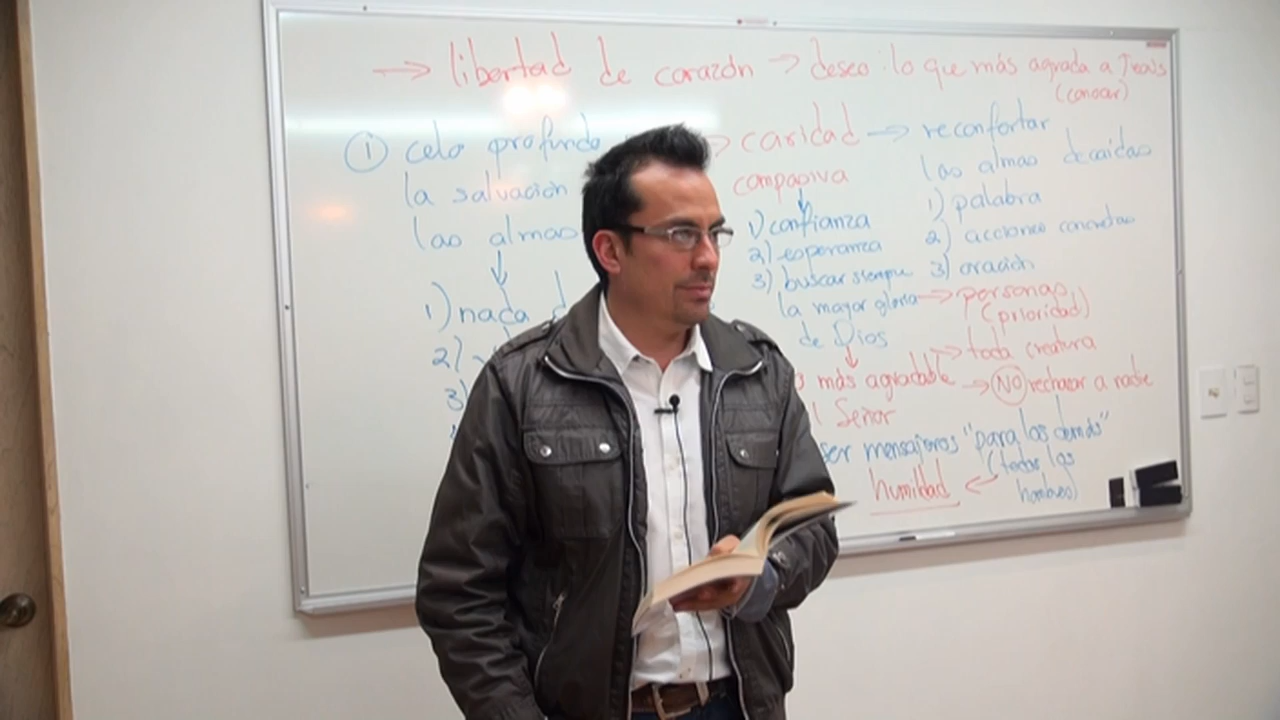 → libertad de corazón → deseo: lo que más agrada a Jesús
(conocer)
① celo profundo → caridad → reconfortar
la salvación compasiva las almas decaídas
las almas 1) confianza 1) palabra
2) esperanza 2) acciones concretas
3) buscar siempre 3) oración
1) nada la mayor gloria → personas
(prioridad)
2) de Dios → toda creatura
3) más agradable → NO rechazar a nadie
Señor
ser mensajeros "para los demás"
(todos los
humildad hombres)